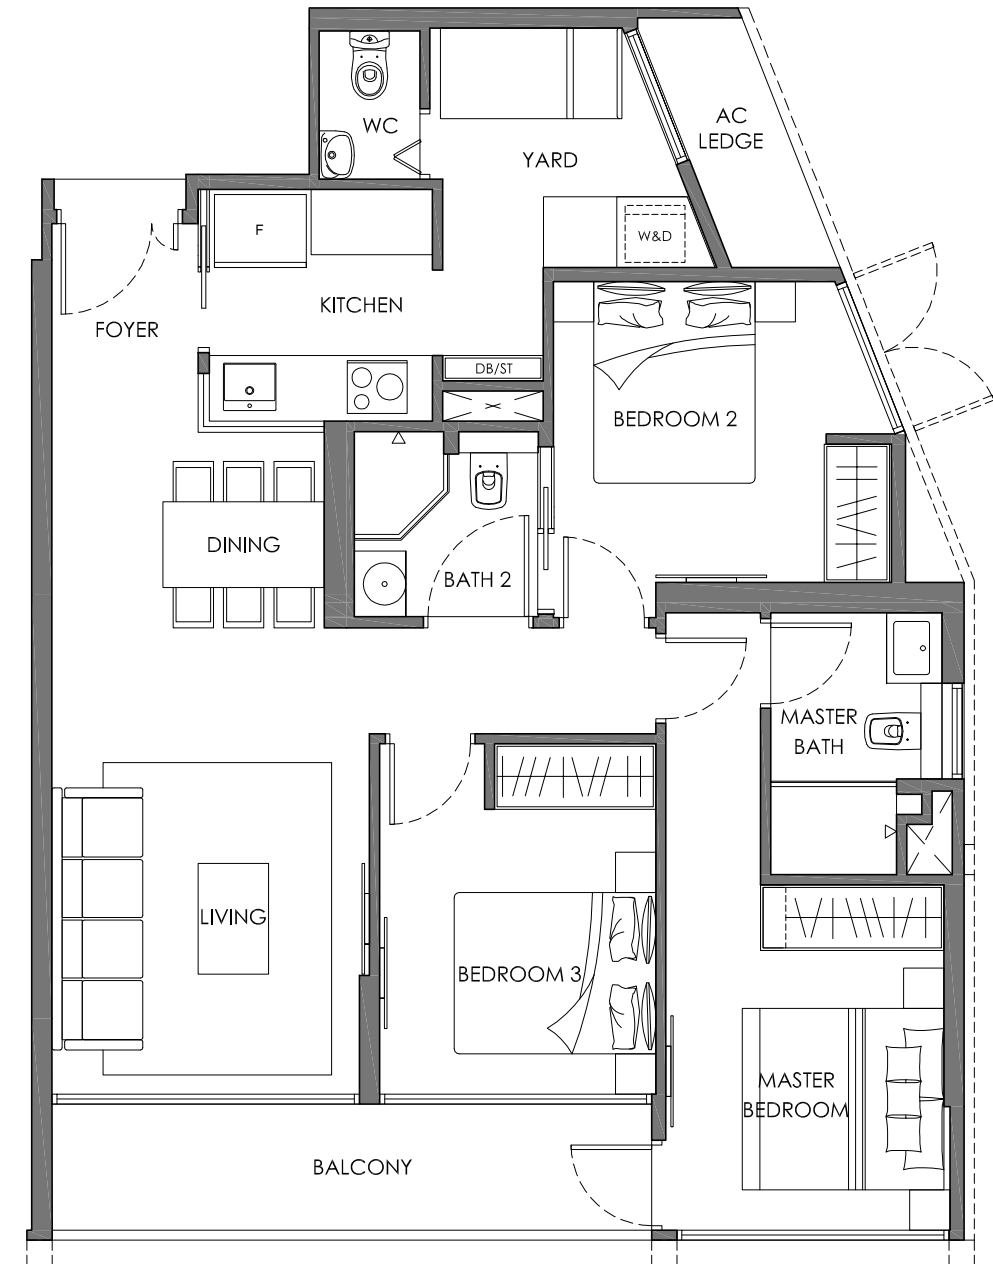 WC
AC
LEDGE
YARD
F
W&D
KITCHEN
FOYER
DB/ST
BEDROOM 2
DINING
BATH 2
MASTER
BATH
LIVING
BEDROOM 3
MASTER
BEDROOM
BALCONY